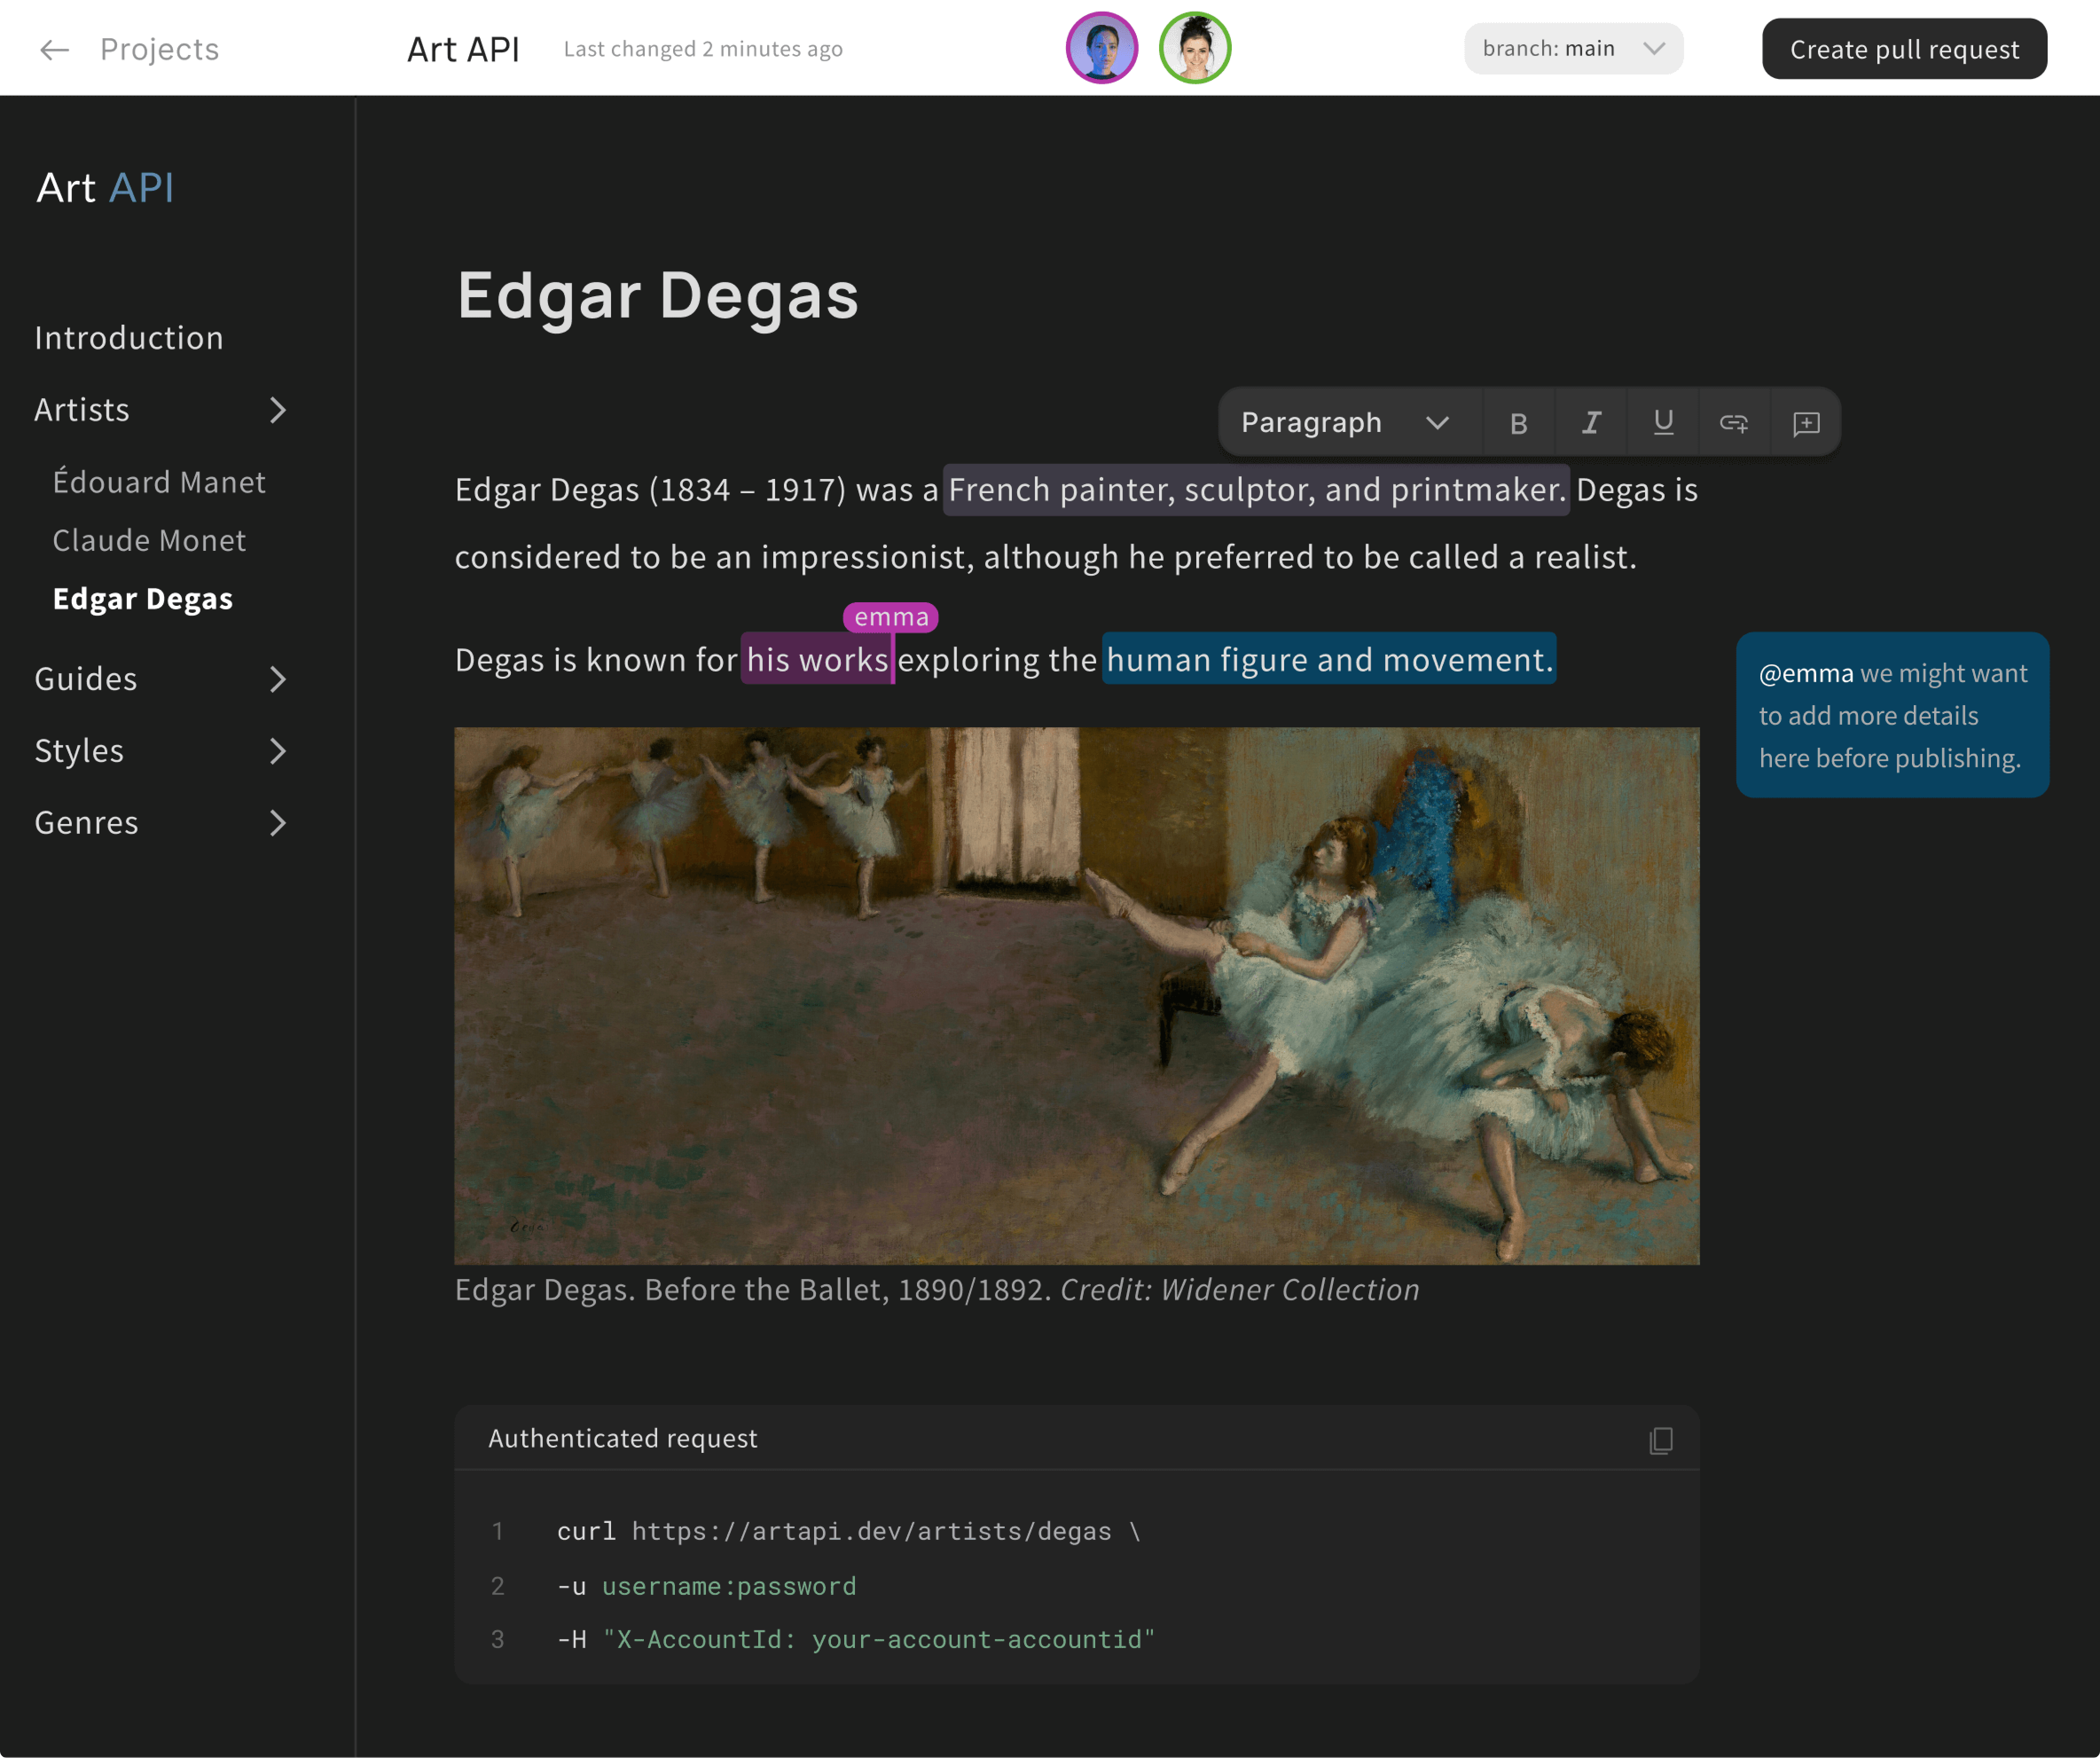 Projects
Art API
Last changed 2 minutes ago
branch: main
Create pull request
Art API
Introduction
Artists
Édouard Manet
Claude Monet
Edgar Degas
Guides
Styles
Genres
Edgar Degas
Paragraph
B
I
U
Edgar Degas (1834 – 1917) was a French painter, sculptor, and printmaker. Degas is
considered to be an impressionist, although he preferred to be called a realist.
emma
Degas is known for his works exploring the human figure and movement.
@emma we might want
to add more details
here before publishing.
Edgar Degas. Before the Ballet, 1890/1892. Credit: Widener Collection
Authenticated request
1 curl https://artapi.dev/artists/degas \
2 -u username:password
3 -H "X-AccountId: your-account-accountid"